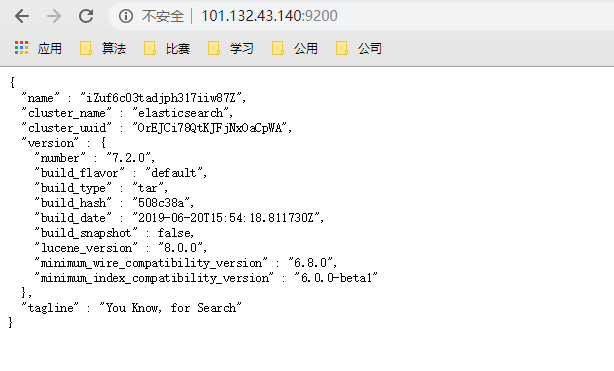 不安全 | 101.132.43.140:9200
应用 算法 比赛 学习 公用 公司
{
"name" : "iZuf6c03tadjph317iiw87Z",
"cluster_name" : "elasticsearch",
"cluster_uuid" : "OrEJCi78QtKJFjNxOaCpWA",
"version" : {
"number" : "7.2.0",
"build_flavor" : "default",
"build_type" : "tar",
"build_hash" : "508c38a",
"build_date" : "2019-06-20T15:54:18.811730Z",
"build_snapshot" : false,
"lucene_version" : "8.0.0",
"minimum_wire_compatibility_version" : "6.8.0",
"minimum_index_compatibility_version" : "6.0.0-beta1"
},
"tagline" : "You Know, for Search"
}